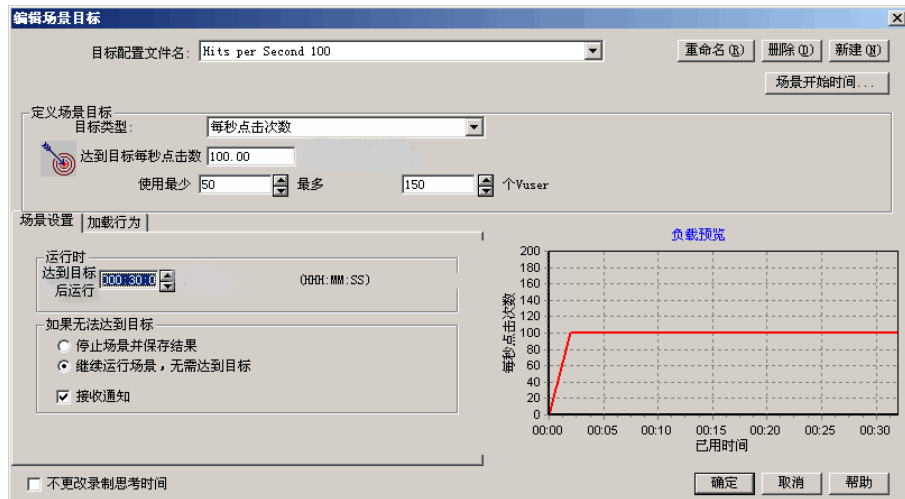 编辑场景目标
目标配置文件名: Hits per Second 100 重命名(R) 删除(D) 新建(N)
场景开始时间...
定义场景目标
目标类型: 每秒点击次数
达到目标每秒点击数 100.00
使用最少 50 最多 150 个Vuser
场景设置 加载行为
运行时
达到目标后运行 000:30:0 (HHH:MM:SS)
如果无法达到目标
停止场景并保存结果
继续运行场景，无需达到目标
接收通知
负载预览
每秒点击次数
200
180
160
140
120
100
80
60
40
20
0
00:00 00:05 00:10 00:15 00:20 00:25 00:30
已用时间
不更改录制思考时间
确定 取消 帮助